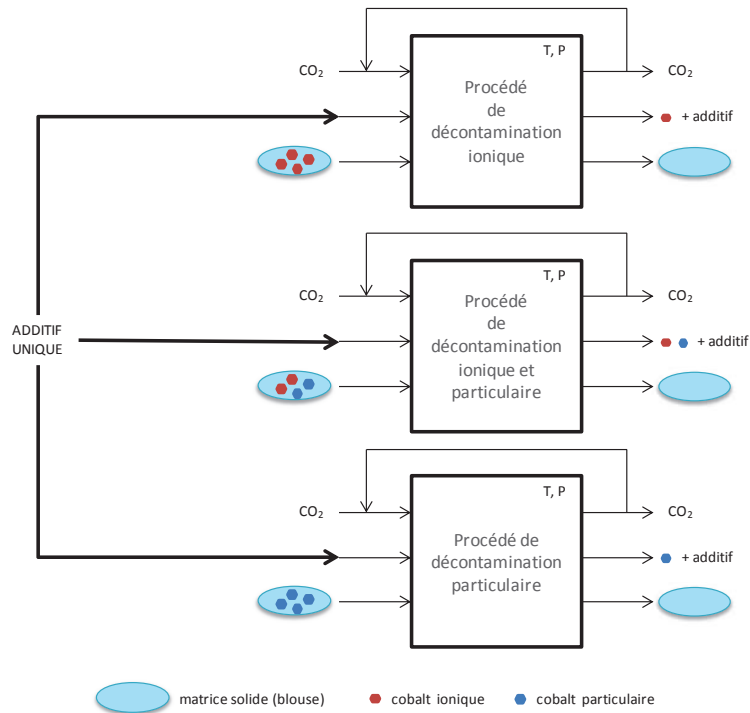 T, P
CO₂
Procédé
de
décontamination
ionique
CO₂
+ additif
T, P
CO₂
Procédé
de
décontamination
ionique et
particulaire
CO₂
+ additif
ADDITIF
UNIQUE
T, P
CO₂
Procédé de
décontamination
particulaire
CO₂
+ additif
matrice solide (blouse)
cobalt ionique
cobalt particulaire